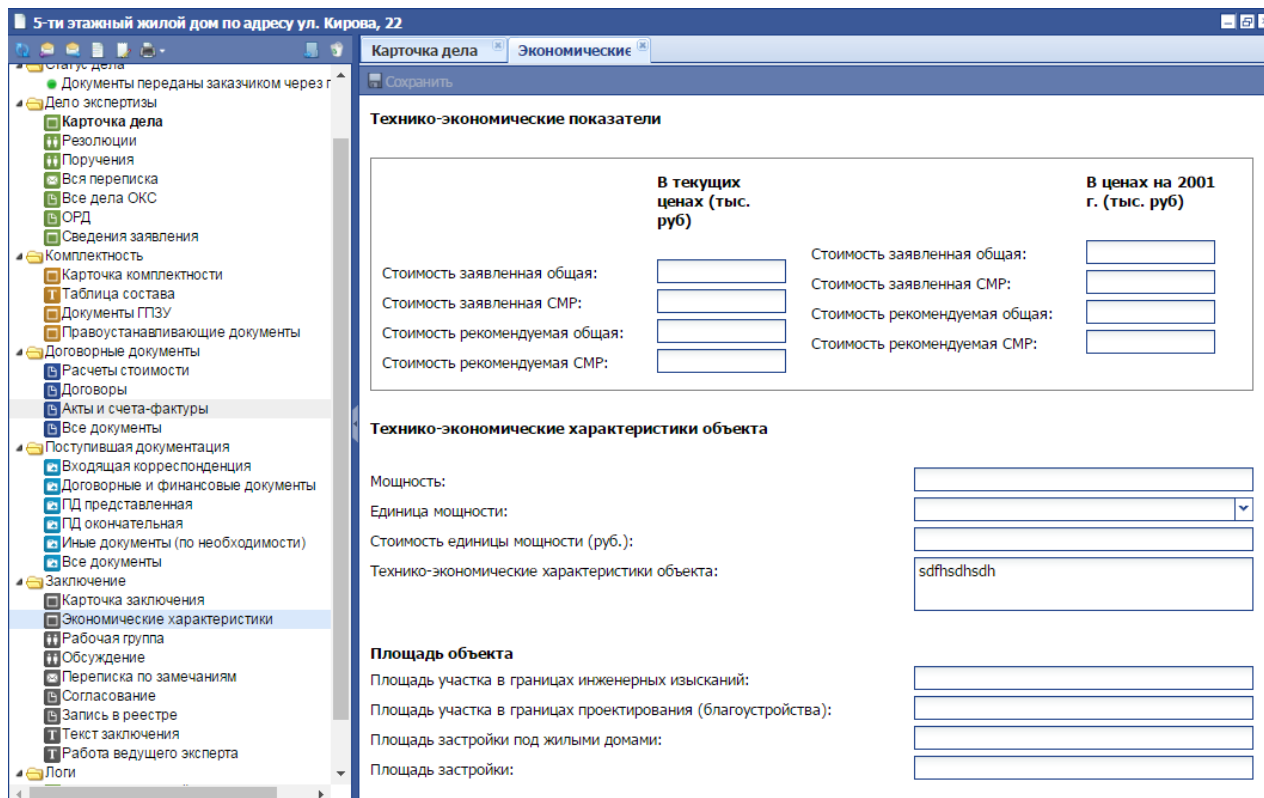 5-ти этажный жилой дом по адресу ул. Кирова, 22
Статус дела
Документы переданы заказчиком через г
Дело экспертизы
Карточка дела
Резолюции
Поручения
Вся переписка
Все дела ОКС
ОРД
Сведения заявления
Комплектность
Карточка комплектности
Таблица состава
Документы ГПЗУ
Правоустанавливающие документы
Договорные документы
Расчеты стоимости
Договоры
Акты и счета-фактуры
Все документы
Поступившая документация
Входящая корреспонденция
Договорные и финансовые документы
ПД представленная
ПД окончательная
Иные документы (по необходимости)
Все документы
Заключение
Карточка заключения
Экономические характеристики
Рабочая группа
Обсуждение
Переписка по замечаниям
Согласование
Запись в реестре
Текст заключения
Работа ведущего эксперта
Логи
Карточка дела
Экономические
Сохранить
Технико-экономические показатели
В текущих
ценах (тыс.
руб)
Стоимость заявленная общая:
Стоимость заявленная СМР:
Стоимость рекомендуемая общая:
Стоимость рекомендуемая СМР:
В ценах на 2001
г. (тыс. руб)
Стоимость заявленная общая:
Стоимость заявленная СМР:
Стоимость рекомендуемая общая:
Стоимость рекомендуемая СМР:
Технико-экономические характеристики объекта
Мощность:
Единица мощности:
Стоимость единицы мощности (руб.):
Технико-экономические характеристики объекта:
sdfhsdhsdh
Площадь объекта
Площадь участка в границах инженерных изысканий:
Площадь участка в границах проектирования (благоустройства):
Площадь застройки под жилыми домами:
Площадь застройки: